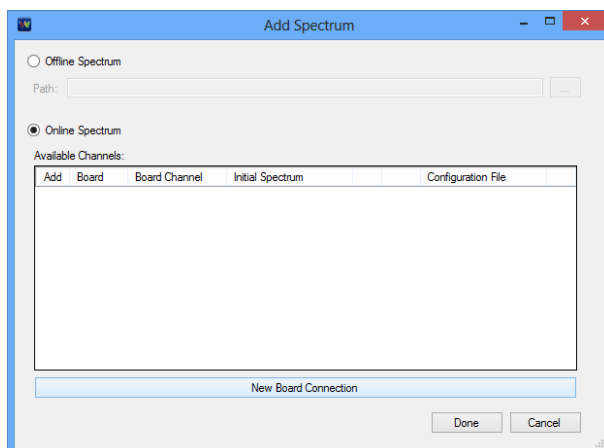 Add Spectrum
Offline Spectrum
Path:
...
Online Spectrum
Available Channels:
Add Board Board Channel Initial Spectrum Configuration File
New Board Connection
Done Cancel